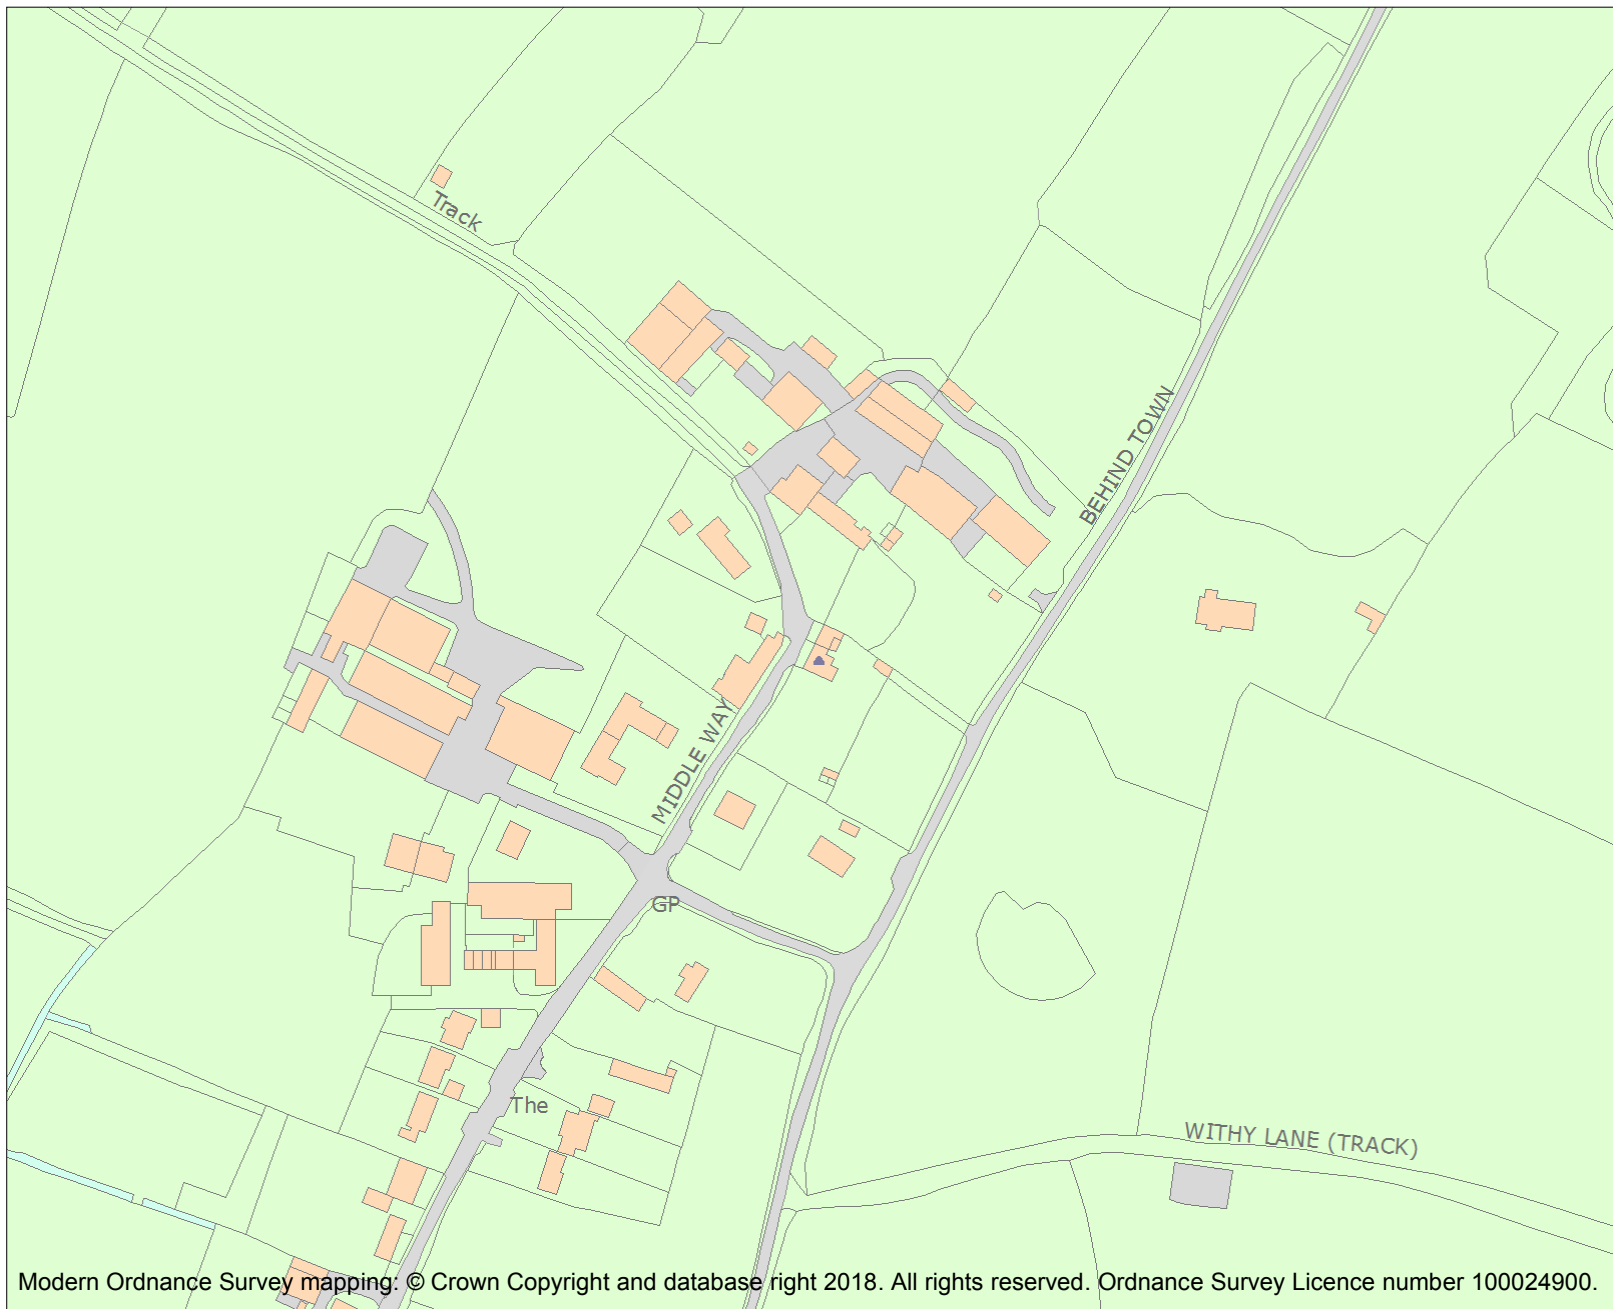 Track
BEHIND TOWN
MIDDLE WAY
GP
The
WITHY LANE (TRACK)
Modern Ordnance Survey mapping: © Crown Copyright and database right 2018. All rights reserved. Ordnance Survey Licence number 100024900.